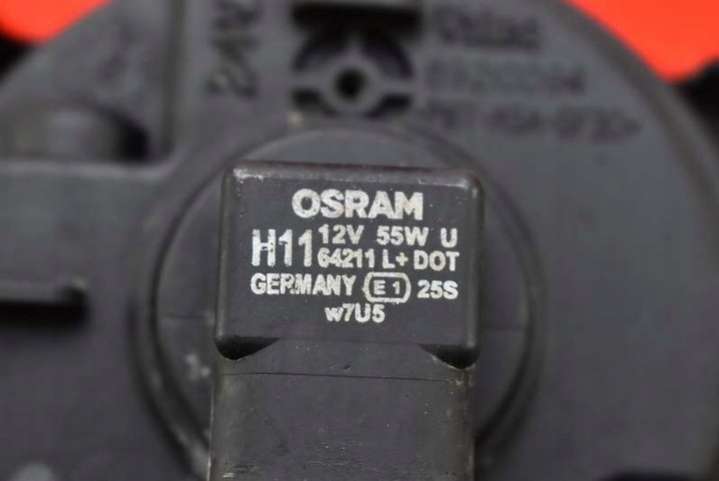 OSRAM
H11 12V 55W U
64211 L+ DOT
GERMANY E1 25S
w7U5